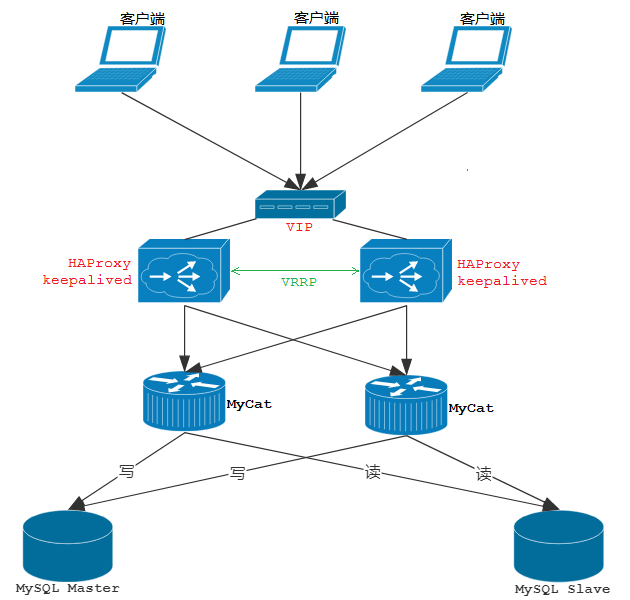 客户端
客户端
客户端
VIP
HAProxy
keepalived
VRRP
HAProxy
keepalived
MyCat
MyCat
写
写
读
读
MySQL Master
MySQL Slave